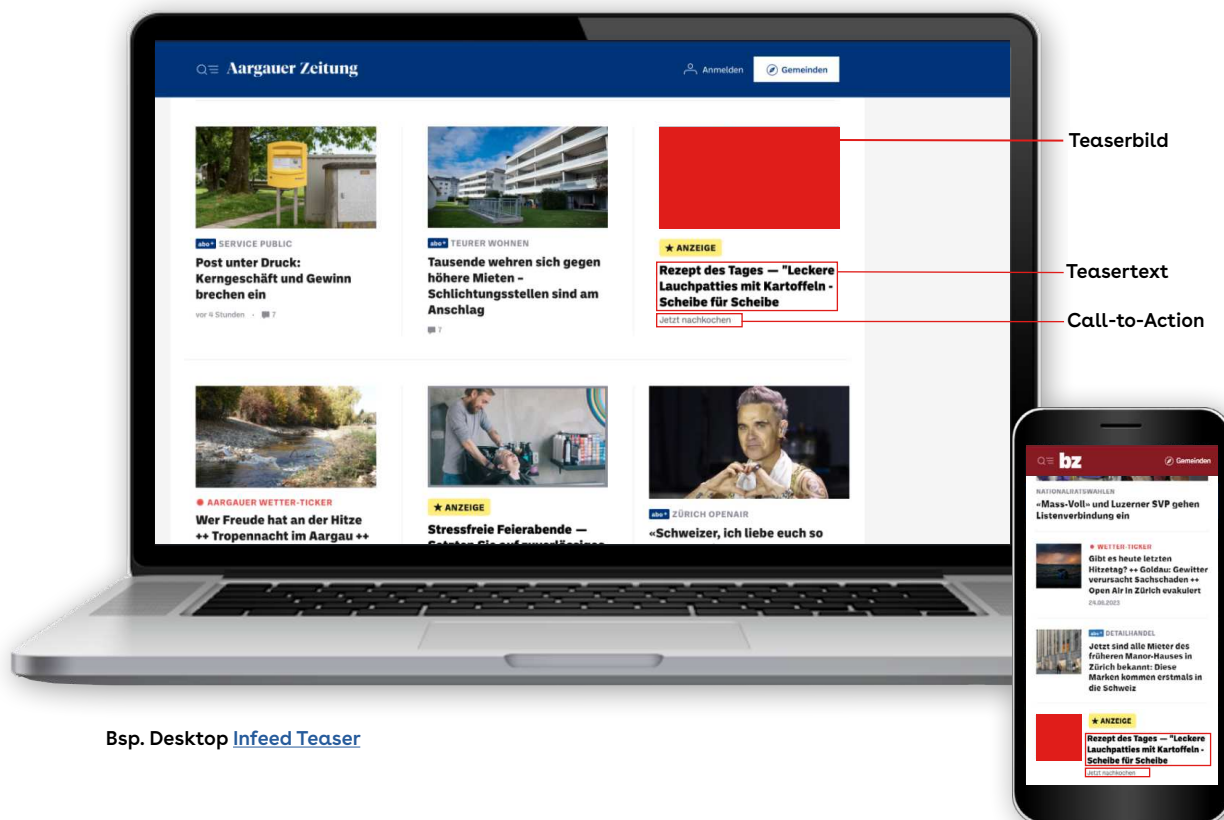 Aargauer Zeitung
Anmelden
Gemeinden
Teaserbild
abo+ SERVICE PUBLIC
Post unter Druck:
Kerngeschäft und Gewinn
brechen ein
vor 4 Stunden · 7
abo+ TEURER WOHNEN
Tausende wehren sich gegen
höhere Mieten –
Schlichtungsstellen sind am
Anschlag
7
★ ANZEIGE
Rezept des Tages — "Leckere
Lauchpatties mit Kartoffeln -
Scheibe für Scheibe
Jetzt nachkochen
Teasertext
Call-to-Action
AARGAUER WETTER-TICKER
Wer Freude hat an der Hitze
++ Tropennacht im Aargau ++
★ ANZEIGE
Stressfreie Feierabende —
abo+ ZÜRICH OPENAIR
«Schweizer, ich liebe euch so
bz
Gemeinden
NATIONALRATSWAHLEN
«Mass-Voll» und Luzerner SVP gehen
Listenverbindung ein
WETTER-TICKER
Gibt es heute letzten
Hitzetag? ++ Goldau: Gewitter
verursacht Sachschaden ++
Open Air in Zürich evakuiert
24.08.2023
abo+ DETAILHANDEL
Jetzt sind alle Mieter des
früheren Manor-Hauses in
Zürich bekannt: Diese
Marken kommen erstmals in
die Schweiz
★ ANZEIGE
Rezept des Tages — "Leckere
Lauchpatties mit Kartoffeln -
Scheibe für Scheibe
Jetzt nachkochen
Bsp. Desktop Infeed Teaser